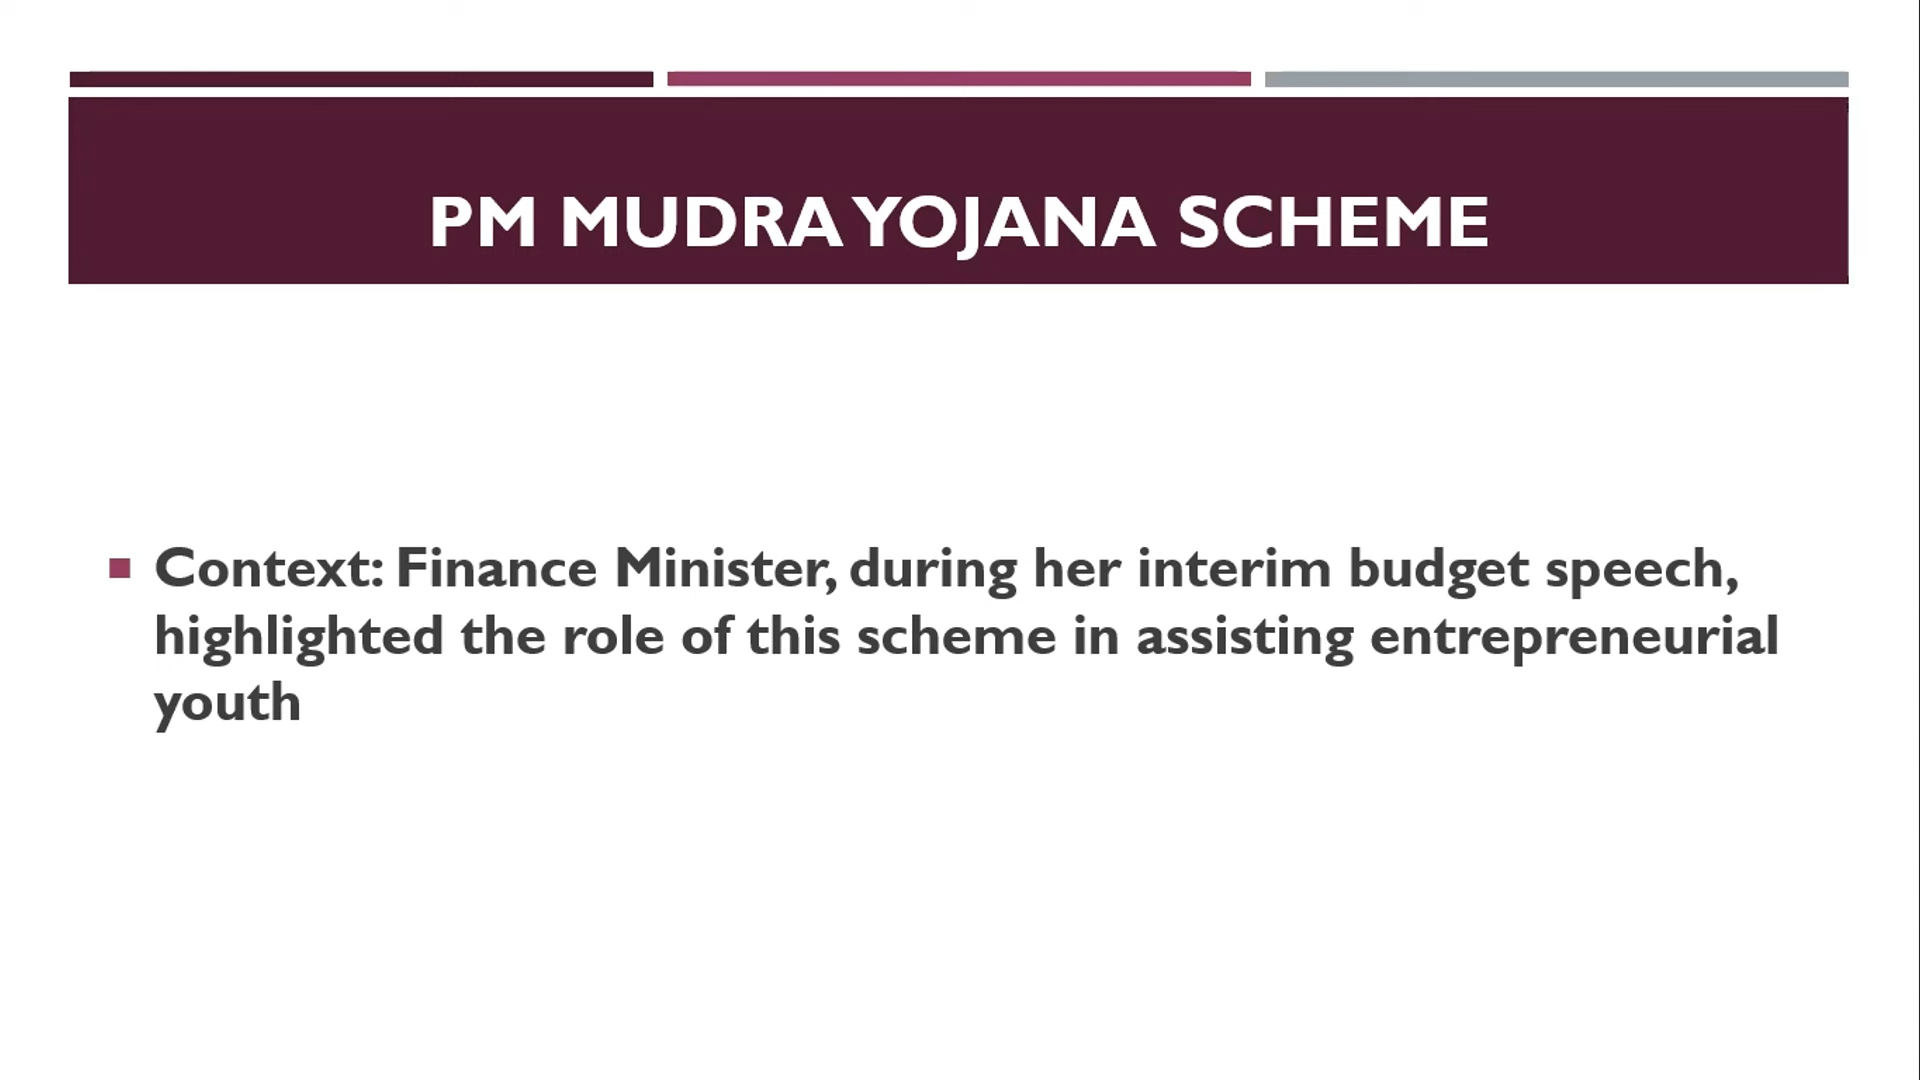 PM MUDRA YOJANA SCHEME
Context: Finance Minister, during her interim budget speech,
highlighted the role of this scheme in assisting entrepreneurial
youth